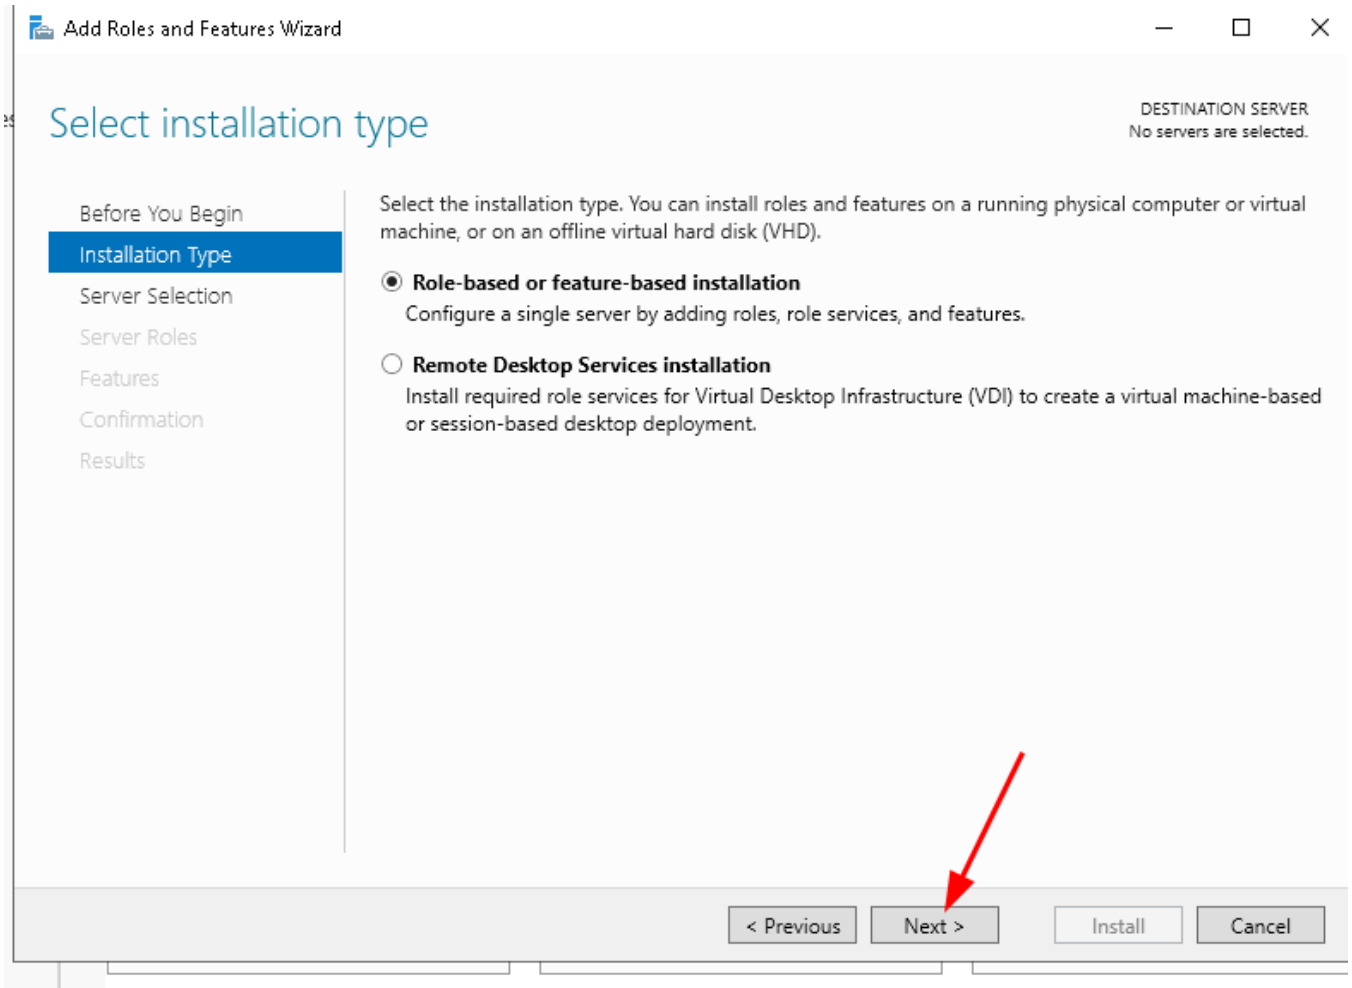 Add Roles and Features Wizard
Select installation type
DESTINATION SERVER
No servers are selected.
Before You Begin
Installation Type
Server Selection
Server Roles
Features
Confirmation
Results
Select the installation type. You can install roles and features on a running physical computer or virtual
machine, or on an offline virtual hard disk (VHD).
Role-based or feature-based installation
Configure a single server by adding roles, role services, and features.
Remote Desktop Services installation
Install required role services for Virtual Desktop Infrastructure (VDI) to create a virtual machine-based
or session-based desktop deployment.
< Previous
Next >
Install
Cancel